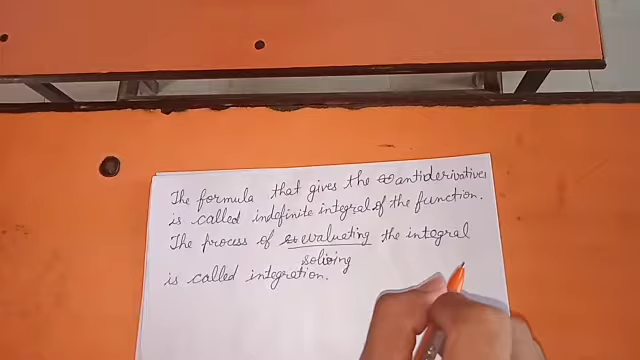 The formula that gives the antiderivatives
is called indefinite integral of the function.
The process of evaluating the integral
solving
is called integration.